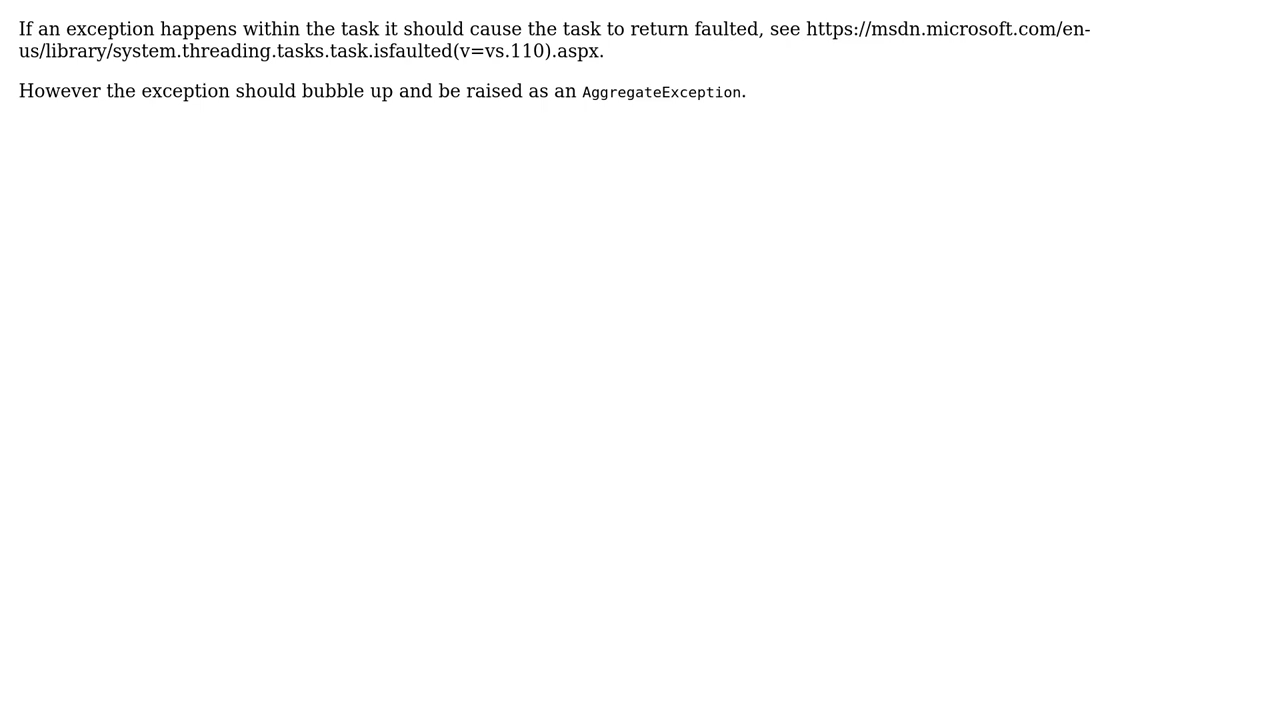 If an exception happens within the task it should cause the task to return faulted, see https://msdn.microsoft.com/en-
us/library/system.threading.tasks.task.isfaulted(v=vs.110).aspx.
However the exception should bubble up and be raised as an AggregateException.